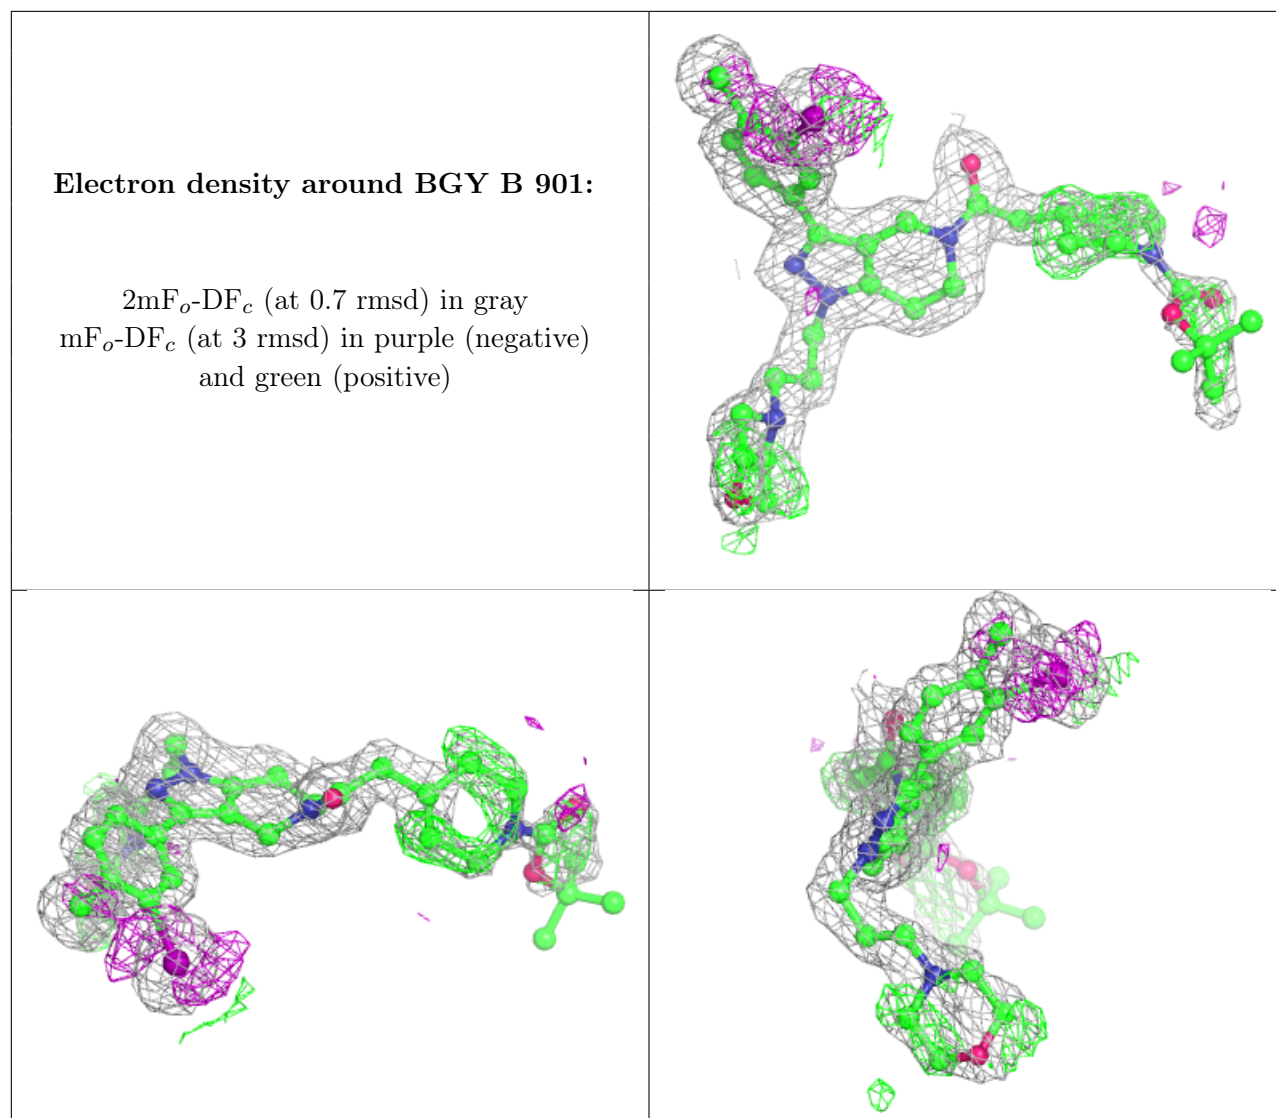 Electron density around BGY B 901:
2mFo-DFc (at 0.7 rmsd) in gray
mFo-DFc (at 3 rmsd) in purple (negative)
and green (positive)